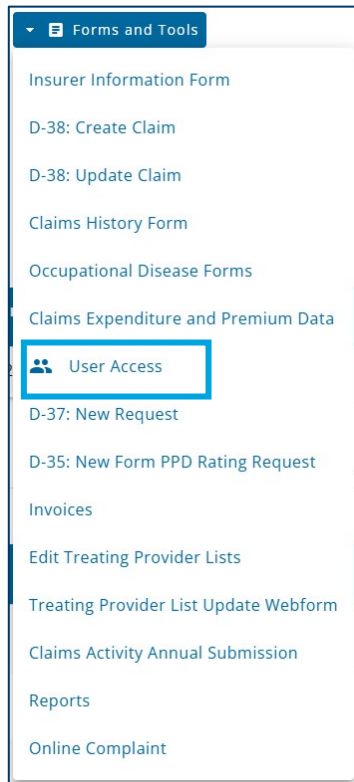 Forms and Tools
Insurer Information Form
D-38: Create Claim
D-38: Update Claim
Claims History Form
Occupational Disease Forms
Claims Expenditure and Premium Data
User Access
D-37: New Request
D-35: New Form PPD Rating Request
Invoices
Edit Treating Provider Lists
Treating Provider List Update Webform
Claims Activity Annual Submission
Reports
Online Complaint